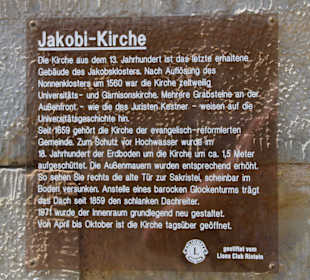 Jakobi-Kirche
Die Kirche aus dem 13. Jahrhundert ist das letzte erhaltene
Gebäude des Jakobsklosters. Nach Auflösung des
Nonnenklosters um 1560 war die Kirche zeitweilig
Universitäts- und Garnisonskirche. Mehrere Grabsteine an der
Außenfront - wie die des Juristen Kestner - weisen auf die
Universitätsgeschichte hin.
Seit 1659 gehört die Kirche der evangelisch-reformierten
Gemeinde. Zum Schutz vor Hochwasser wurde im
18. Jahrhundert der Erdboden um die Kirche um ca. 1,5 Meter
aufgeschüttet. Die Außenmauern wurden entsprechend erhöht.
So sehen Sie rechts die alte Tür zur Sakristei, scheinbar im
Boden versunken. Anstelle eines barocken Glockenturms trägt
das Dach seit 1859 den schlanken Dachreiter.
1971 wurde der Innenraum grundlegend neu gestaltet.
Von April bis Oktober ist die Kirche tagsüber geöffnet.
gestiftet vom
Lions Club Rinteln